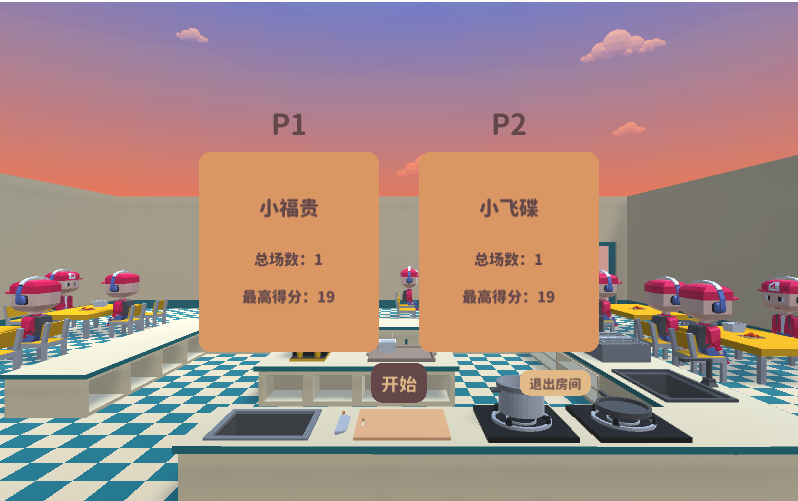 P1
P2
小福贵
总场数：1
最高得分：19
小飞碟
总场数：1
最高得分：19
开始
退出房间